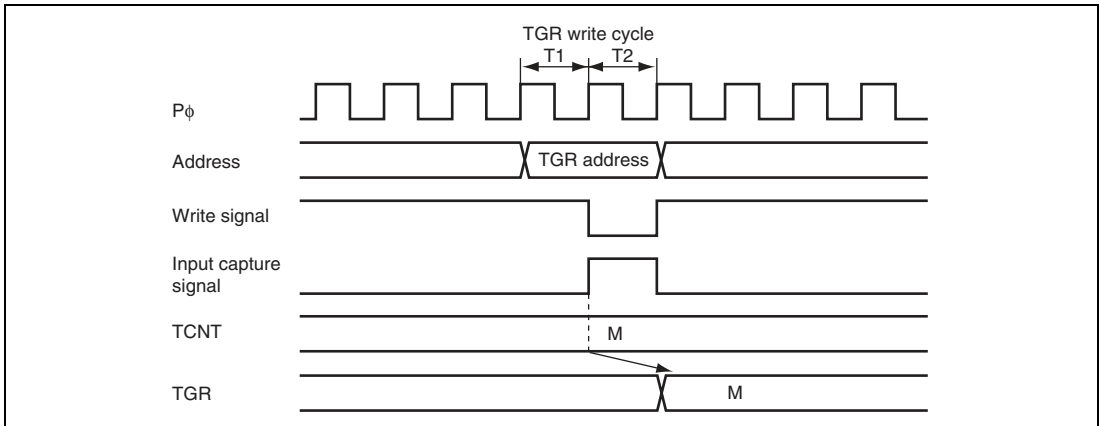 TGR write cycle
T1 T2
Pϕ
Address
TGR address
Write signal
Input capture
signal
TCNT
M
TGR
M